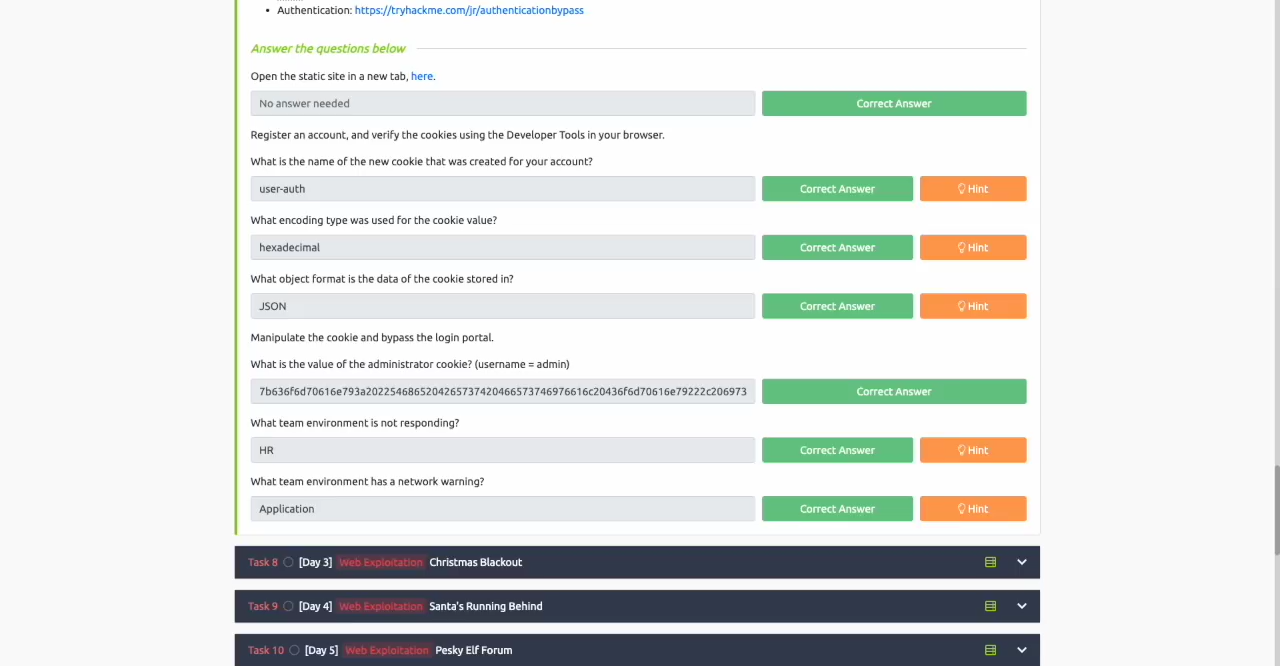 Authentication: https://tryhackme.com/jr/authenticationbypass
Answer the questions below
Open the static site in a new tab, here.
No answer needed
Correct Answer
Register an account, and verify the cookies using the Developer Tools in your browser.
What is the name of the new cookie that was created for your account?
user-auth
Correct Answer
Hint
What encoding type was used for the cookie value?
hexadecimal
Correct Answer
Hint
What object format is the data of the cookie stored in?
JSON
Correct Answer
Hint
Manipulate the cookie and bypass the login portal.
What is the value of the administrator cookie? (username = admin)
7b636f6d70616e793a20225468652042657374204665737469​76616c20436f6d70616e79222c206973
Correct Answer
What team environment is not responding?
HR
Correct Answer
Hint
What team environment has a network warning?
Application
Correct Answer
Hint
Task 8 [Day 3] Web Exploitation Christmas Blackout
Task 9 [Day 4] Web Exploitation Santa's Running Behind
Task 10 [Day 5] Web Exploitation Pesky Elf Forum